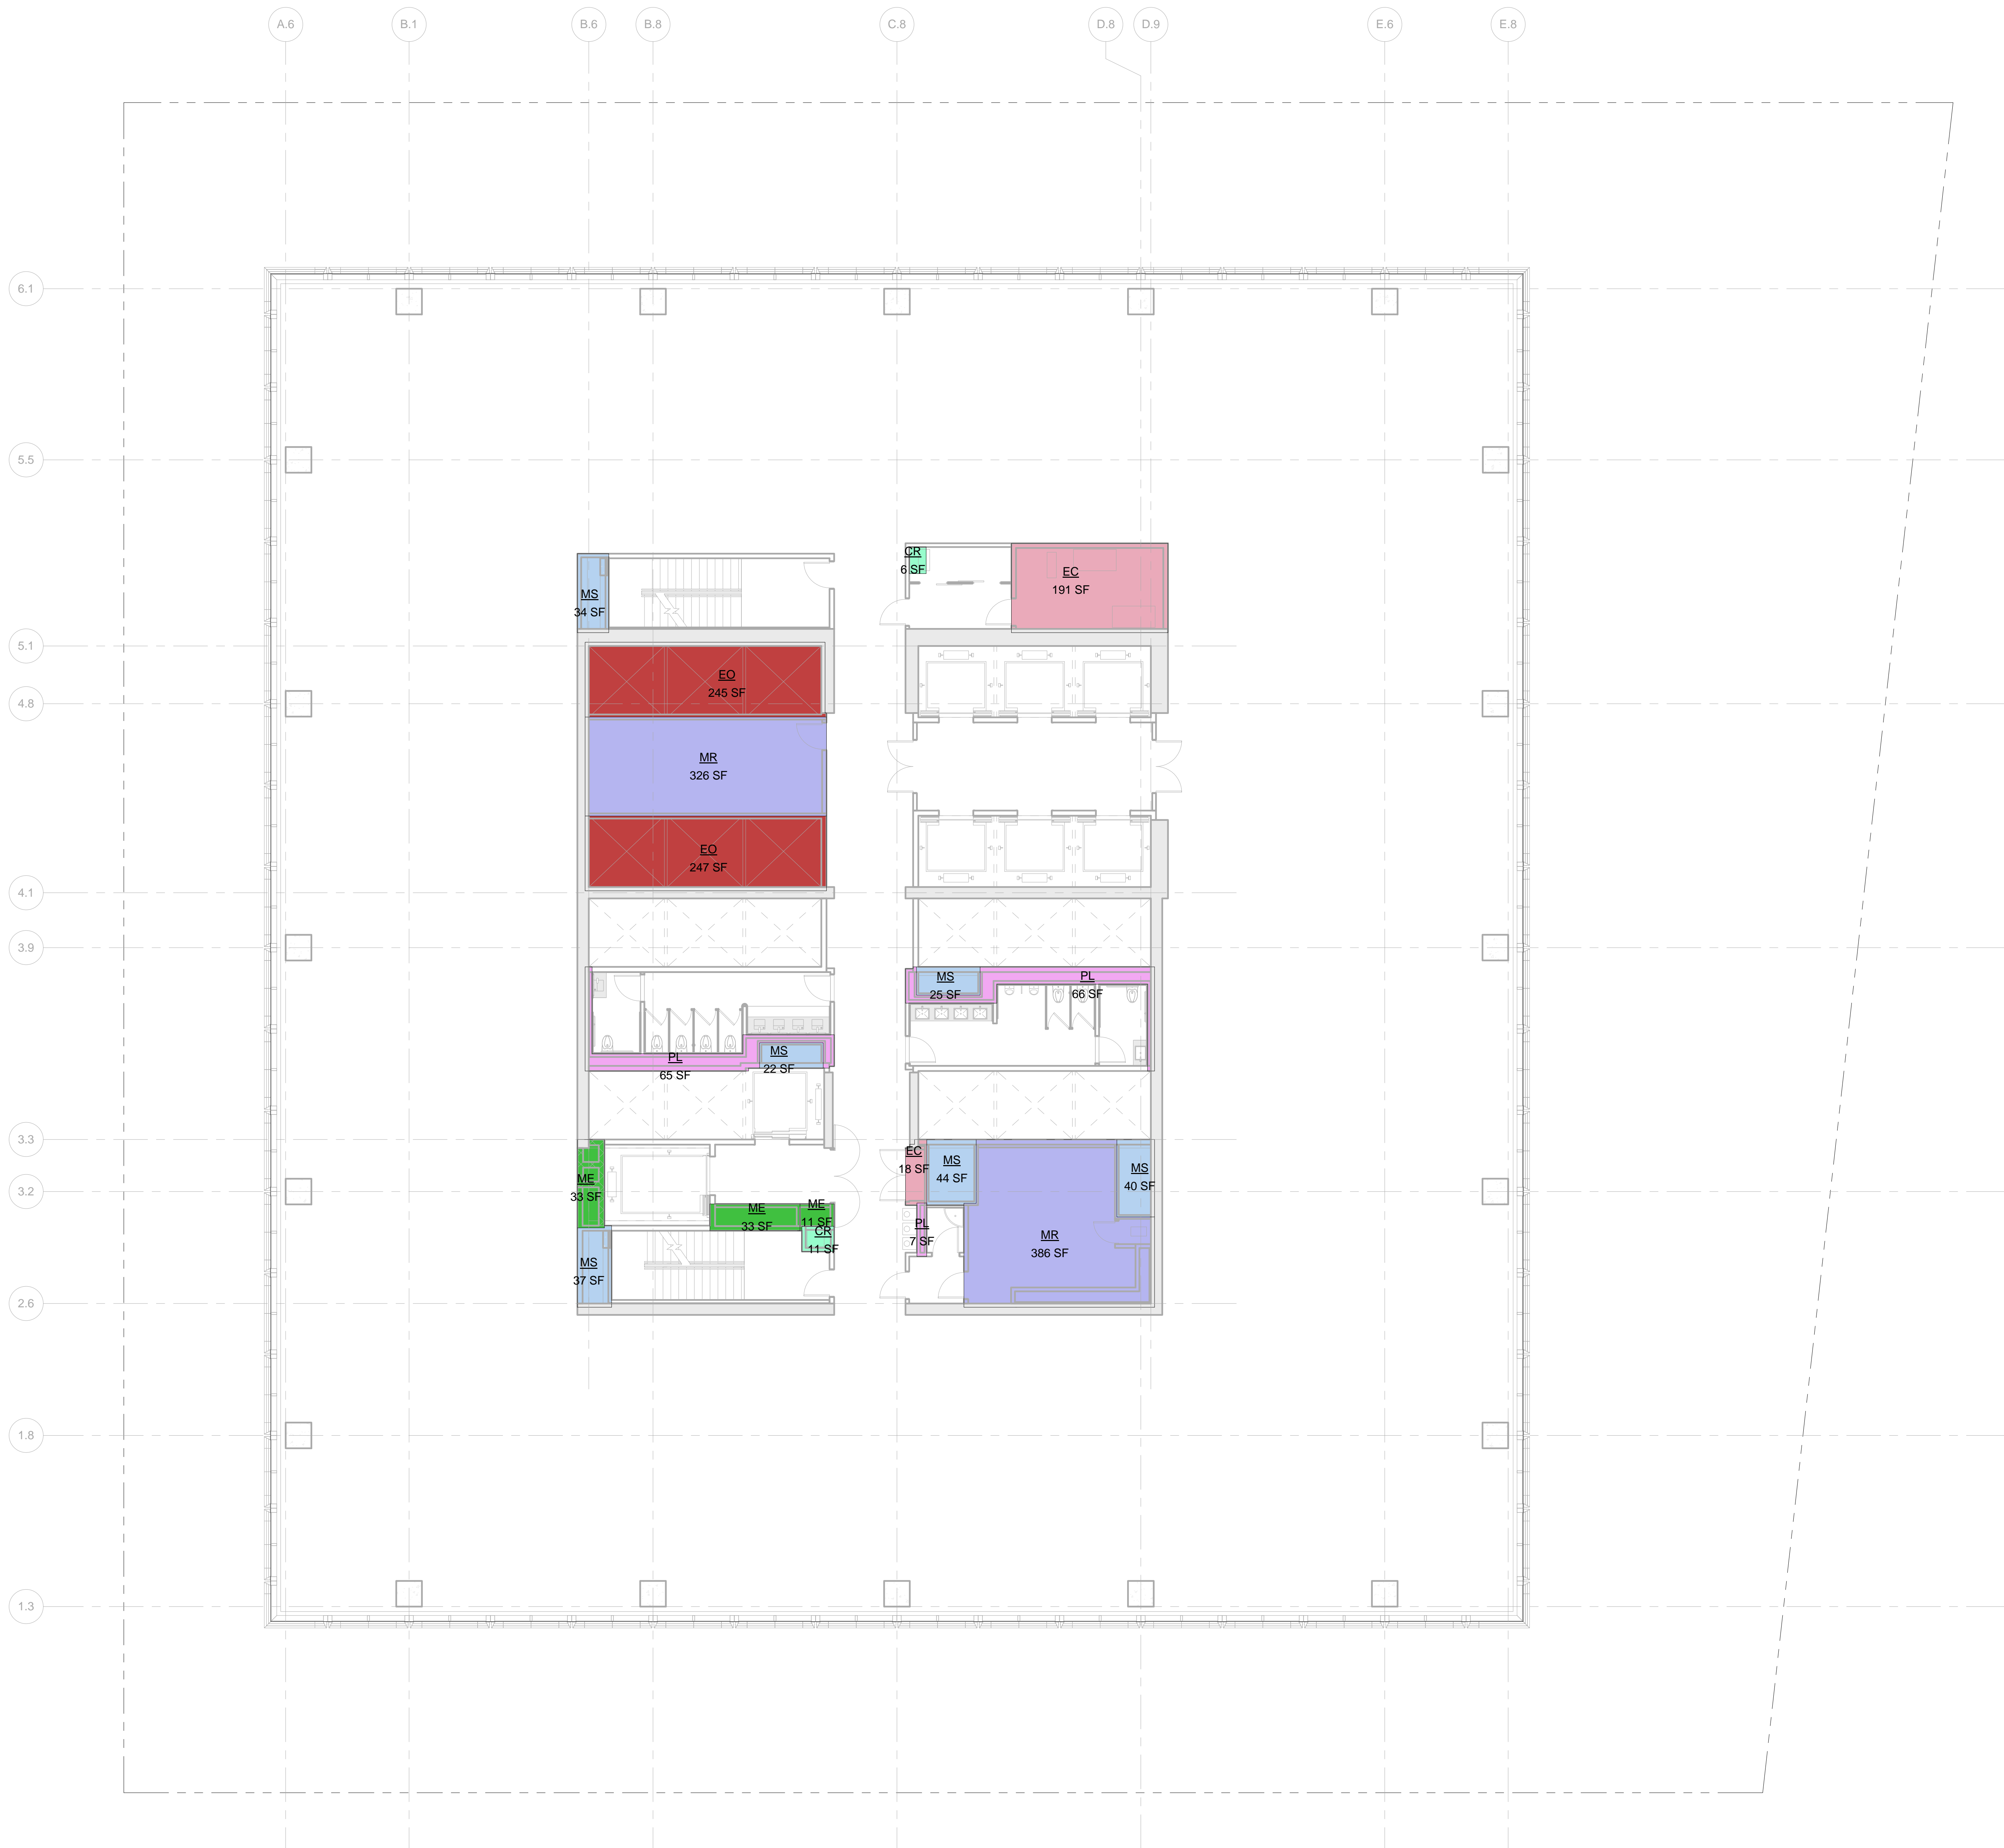 A.6
B.1
B.6
B.8
C.8
D.8
D.9
E.6
E.8
6.1
5.5
5.1
4.8
4.1
3.9
3.3
3.2
2.6
1.8
1.3
CR
6 SF
EC
191 SF
MS
34 SF
EO
245 SF
MR
326 SF
EO
247 SF
MS
25 SF
PL
66 SF
PL
65 SF
MS
22 SF
ME
33 SF
ME
33 SF
ME
11 SF
CR
11 SF
MS
37 SF
EC
18 SF
MS
44 SF
MS
40 SF
PL
7 SF
MR
386 SF